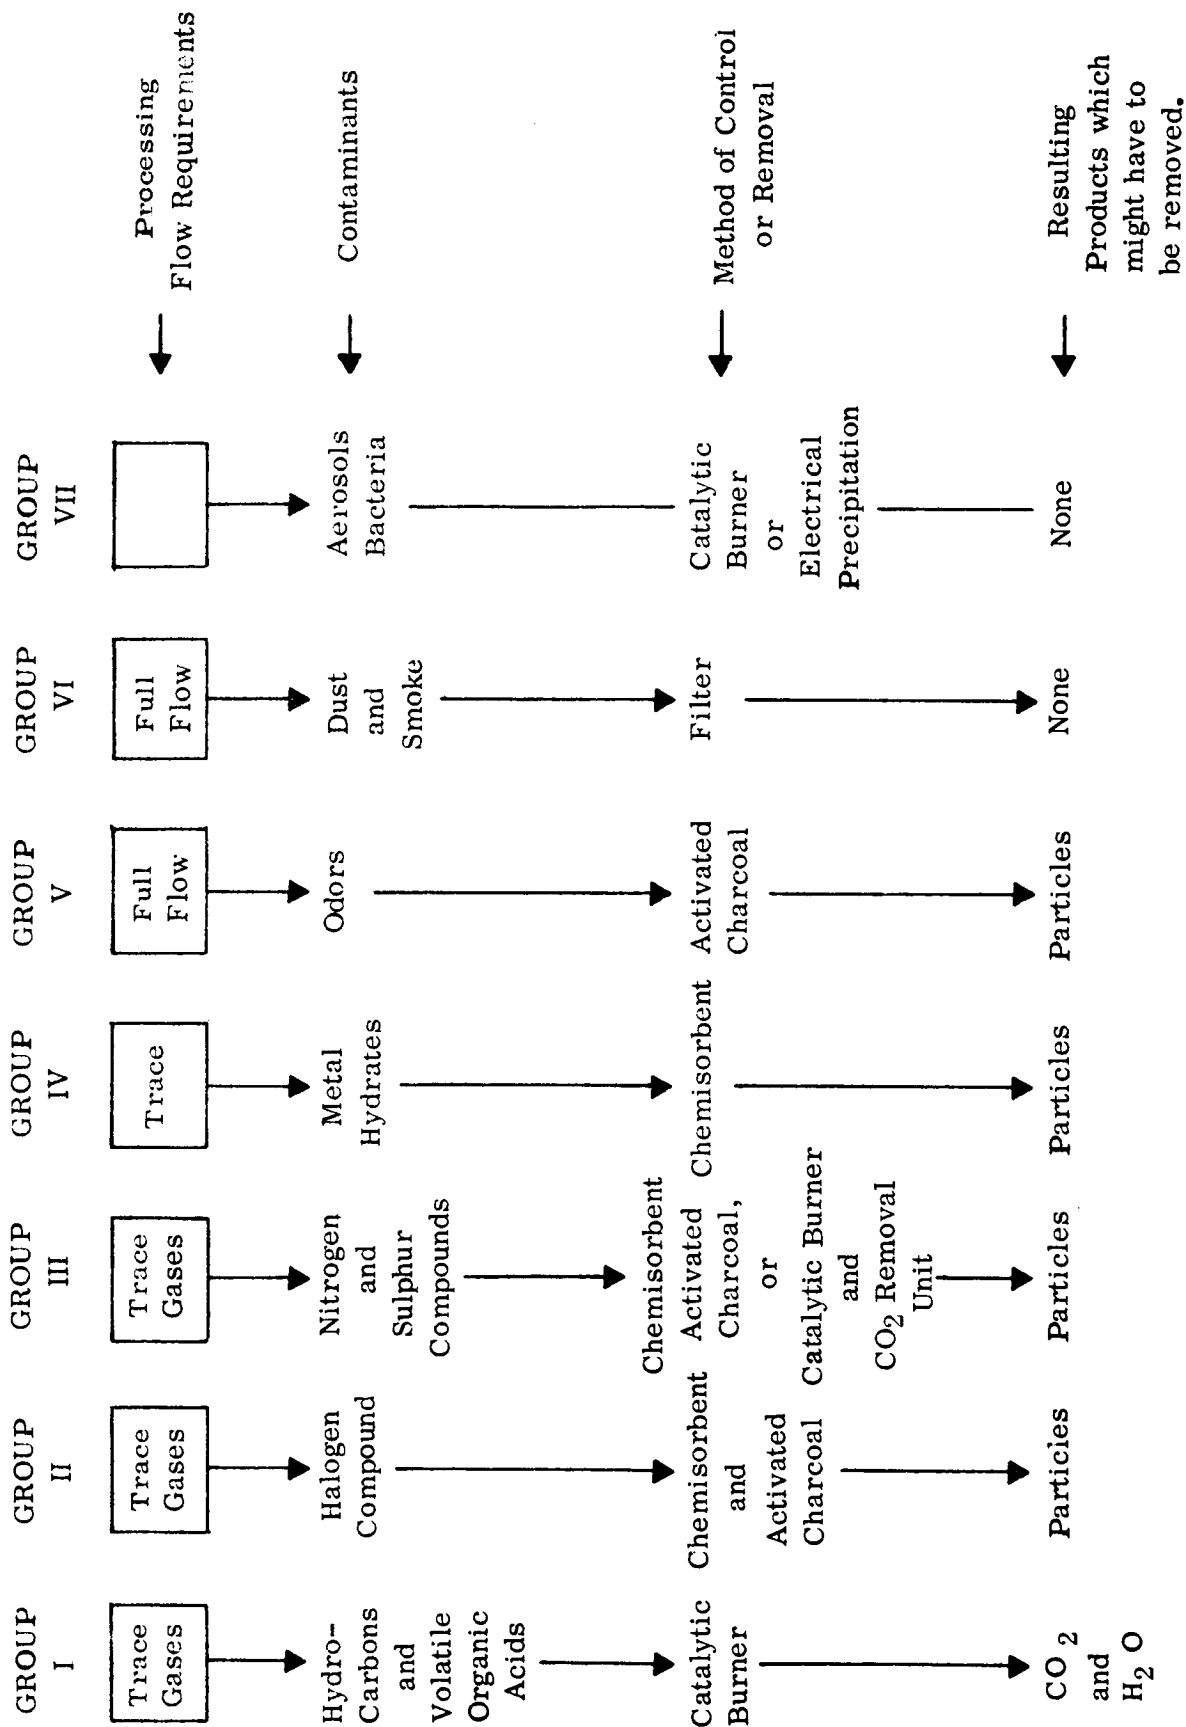 GROUP
I
Trace
Gases
Hydro-
Carbons
and
Volatile
Organic
Acids
Catalytic
Burner
CO2
and
H2O
GROUP
II
Trace
Gases
Halogen
Compound
Chemisorbent
and
Activated
Charcoal
Particles
GROUP
III
Trace
Gases
Nitrogen
and
Sulphur
Compounds
Chemisorbent
Activated
Charcoal,
or
Catalytic Burner
and
CO2 Removal
Unit
Particles
GROUP
IV
Trace
Metal
Hydrates
Chemisorbent
Particles
GROUP
V
Full
Flow
Odors
Activated
Charcoal
Particles
GROUP
VI
Full
Flow
Dust
and
Smoke
Filter
None
GROUP
VII
Aerosols
Bacteria
Catalytic
Burner
or
Electrical
Precipitation
None
Processing
Flow Requirements
Contaminants
Method of Control
or Removal
Resulting
Products which
might have to
be removed.